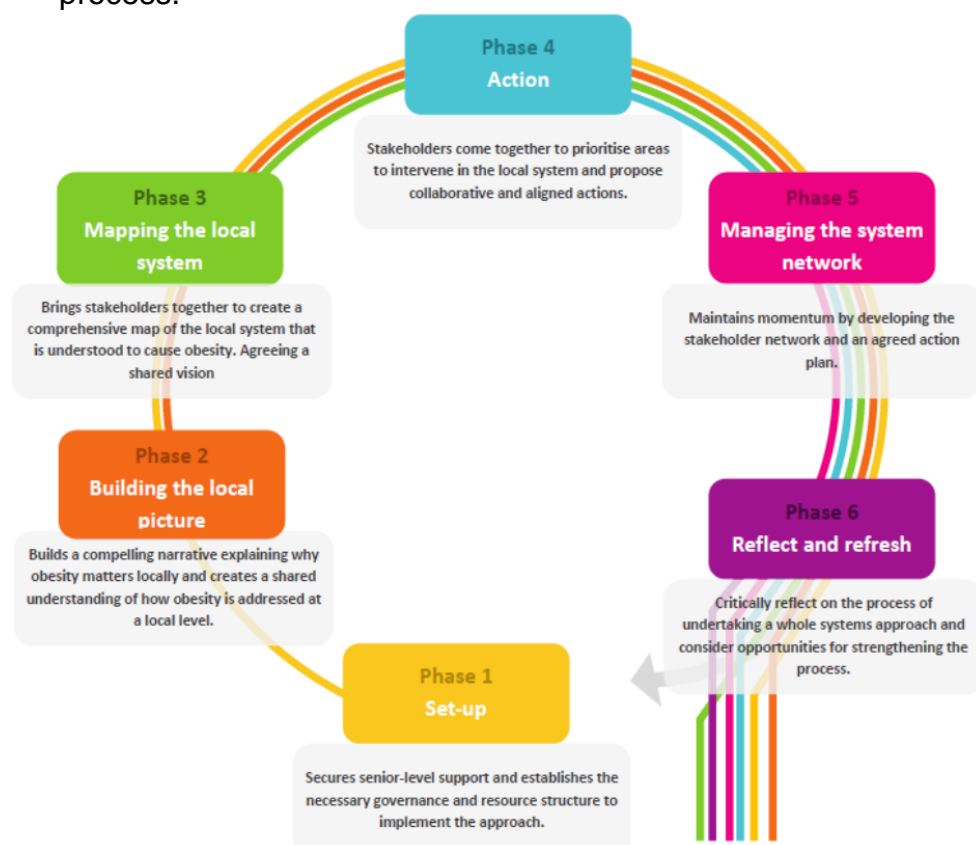 process.
Phase 4
Action
Stakeholders come together to prioritise areas
to intervene in the local system and propose
collaborative and aligned actions.
Phase 3
Mapping the local
system
Brings stakeholders together to create a
comprehensive map of the local system that
is understood to cause obesity. Agreeing a
shared vision
Phase 5
Managing the system
network
Maintains momentum by developing the
stakeholder network and an agreed action
plan.
Phase 2
Building the local
picture
Builds a compelling narrative explaining why
obesity matters locally and creates a shared
understanding of how obesity is addressed at
a local level.
Phase 6
Reflect and refresh
Critically reflect on the process of
undertaking a whole systems approach and
consider opportunities for strengthening the
process.
Phase 1
Set-up
Secures senior-level support and establishes the
necessary governance and resource structure to
implement the approach.